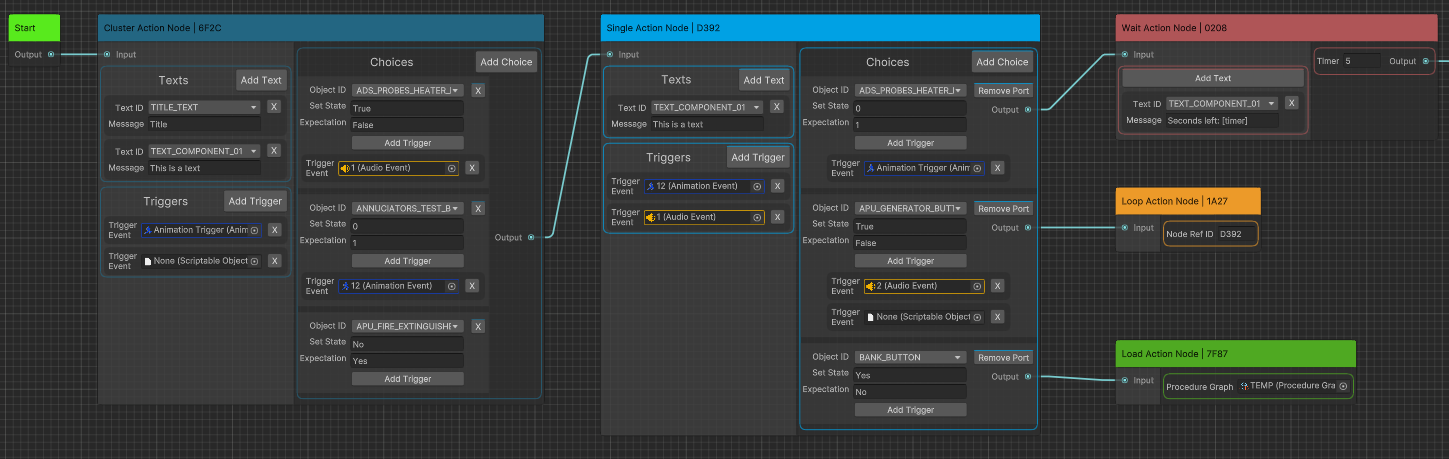 Start
Output
Cluster Action Node | 6F2C
Input
Texts
Add Text
Text ID TITLE_TEXT X
Message Title
Text ID TEXT_COMPONENT_01 X
Message This is a text
Triggers
Add Trigger
Trigger Event Animation Trigger (Anim X
Trigger Event None (Scriptable Object X
Choices
Add Choice
Object ID ADS_PROBES_HEATER_ X
Set State True
Expectation False
Add Trigger
Trigger Event 1 (Audio Event) X
Object ID ANNUCIATORS_TEST_B X
Set State 0
Expectation 1
Add Trigger
Trigger Event 12 (Animation Event) X
Object ID APU_FIRE_EXTINGUISHE X
Set State No
Expectation Yes
Add Trigger
Output
Single Action Node | D392
Input
Texts
Add Text
Text ID TEXT_COMPONENT_01 X
Message This is a text
Triggers
Add Trigger
Trigger Event 12 (Animation Event) X
Trigger Event 1 (Audio Event) X
Choices
Add Choice
Object ID ADS_PROBES_HEATER_ Remove Port
Set State 0
Output
Expectation 1
Add Trigger
Trigger Event Animation Trigger (Anim X
Object ID APU_GENERATOR_BUTT Remove Port
Set State True
Output
Expectation False
Add Trigger
Trigger Event 2 (Audio Event) X
Trigger Event None (Scriptable Object X
Object ID BANK_BUTTON Remove Port
Set State Yes
Output
Expectation No
Add Trigger
Wait Action Node | 0208
Input
Add Text
Text ID TEXT_COMPONENT_01 X
Message Seconds left: [timer]
Timer 5 Output
Loop Action Node | 1A27
Input
Node Ref ID D392
Load Action Node | 7F87
Input
Procedure Graph TEMP (Procedure Gra